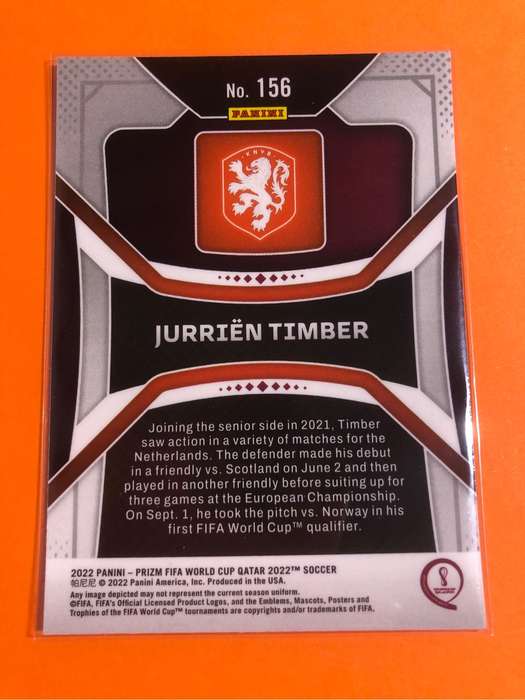 No. 156
PANINI
KNVB
JURRIËN TIMBER
Joining the senior side in 2021, Timber
saw action in a variety of matches for the
Netherlands. The defender made his debut
in a friendly vs. Scotland on June 2 and then
played in another friendly before suiting up for
three games at the European Championship.
On Sept. 1, he took the pitch vs. Norway in his
first FIFA World Cup™ qualifier.
2022 PANINI – PRIZM FIFA WORLD CUP QATAR 2022™ SOCCER
帕尼尼 © 2022 Panini America, Inc. Produced in the USA.
Any image depicted may not represent the current season uniform.
©FIFA, FIFA's Official Licensed Product Logos, and the Emblems, Mascots, Posters and
Trophies of the FIFA World Cup™ tournaments are copyrights and/or trademarks of FIFA.